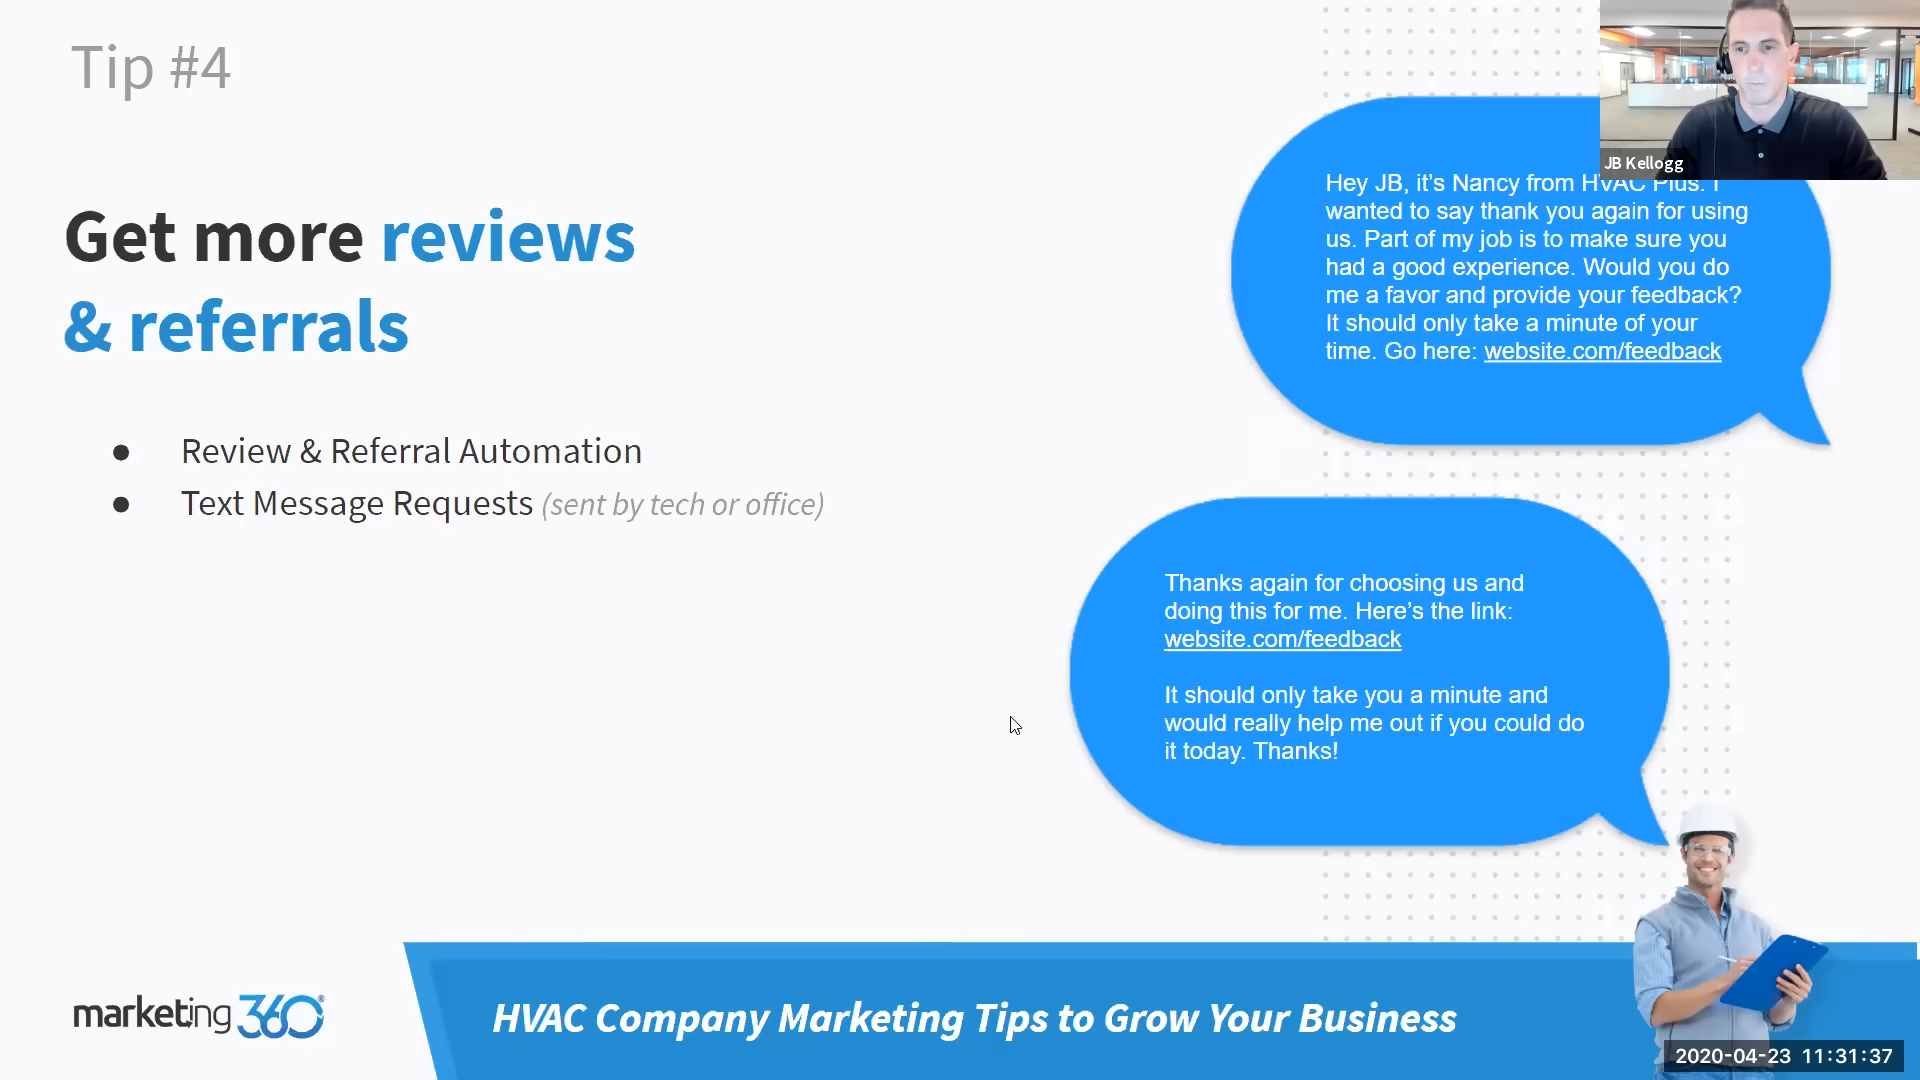 Tip #4
Get more reviews
& referrals
● Review & Referral Automation
● Text Message Requests (sent by tech or office)
JB Kellogg
Hey JB, it’s Nancy from HVAC Plus. I
wanted to say thank you again for using
us. Part of my job is to make sure you
had a good experience. Would you do
me a favor and provide your feedback?
It should only take a minute of your
time. Go here: website.com/feedback
Thanks again for choosing us and
doing this for me. Here’s the link:
website.com/feedback
It should only take you a minute and
would really help me out if you could do
it today. Thanks!
marketing 360®
HVAC Company Marketing Tips to Grow Your Business
2020-04-23 11:31:37